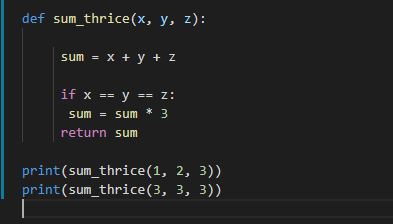 def sum_thrice(x, y, z):
sum = x + y + z
if x == y == z:
sum = sum * 3
return sum
print(sum_thrice(1, 2, 3))
print(sum_thrice(3, 3, 3))